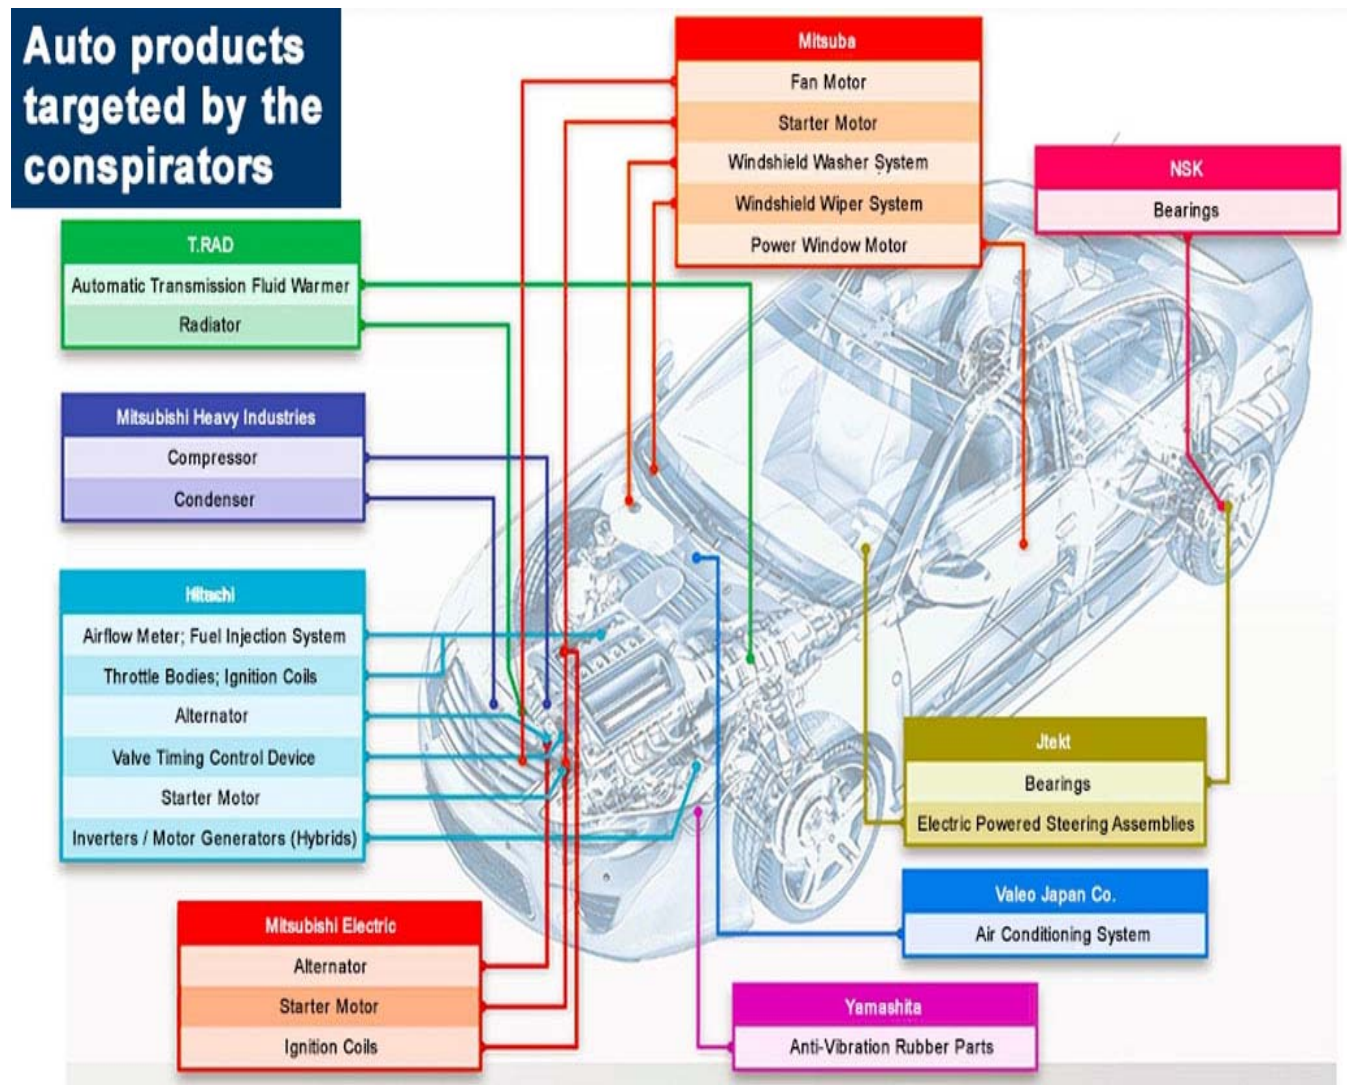 Auto products
targeted by the
conspirators
Mitsuba
Fan Motor
Starter Motor
Windshield Washer System
Windshield Wiper System
Power Window Motor
NSK
Bearings
T.RAD
Automatic Transmission Fluid Warmer
Radiator
Mitsubishi Heavy Industries
Compressor
Condenser
Hitachi
Airflow Meter; Fuel Injection System
Throttle Bodies; Ignition Coils
Alternator
Valve Timing Control Device
Starter Motor
Inverters / Motor Generators (Hybrids)
Jtekt
Bearings
Electric Powered Steering Assemblies
Valeo Japan Co.
Air Conditioning System
Mitsubishi Electric
Alternator
Starter Motor
Ignition Coils
Yamashita
Anti-Vibration Rubber Parts